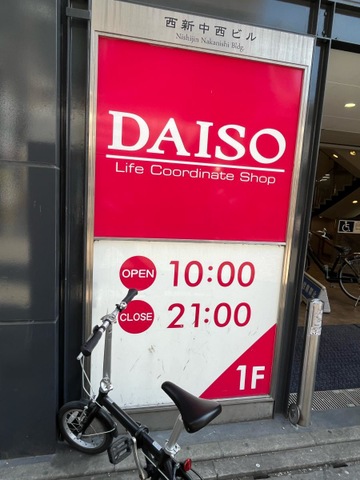 西新中西ビル
Nishijin Nakanishi Bldg.
DAISO
Life Coordinate Shop
OPEN 10:00
CLOSE 21:00
1F